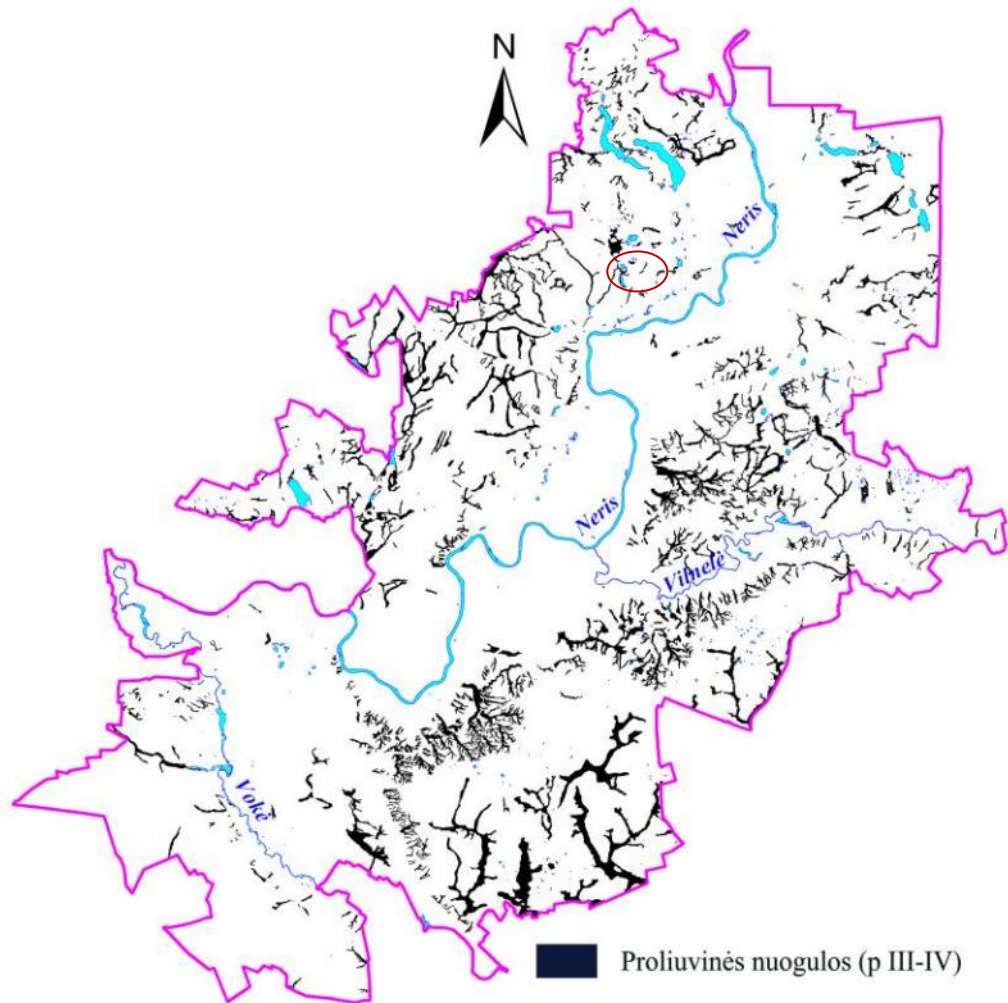 N
Neris
Neris
Vilnelė
Vokė
Proliuvinės nuogulos (p III-IV)